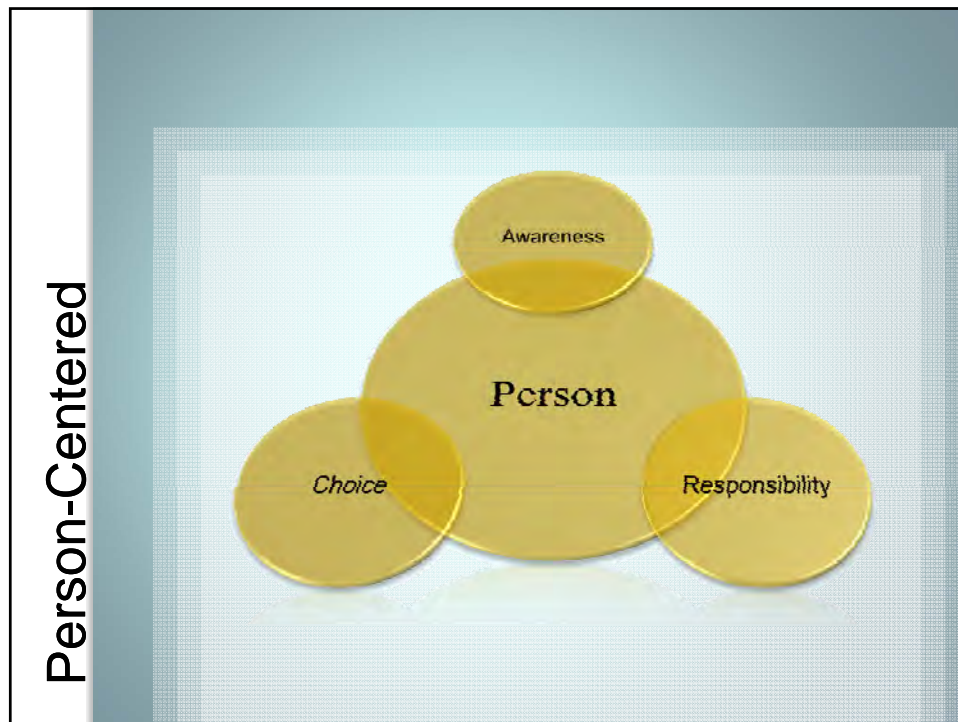 Person-Centered
Awareness
Person
Choice
Responsibility